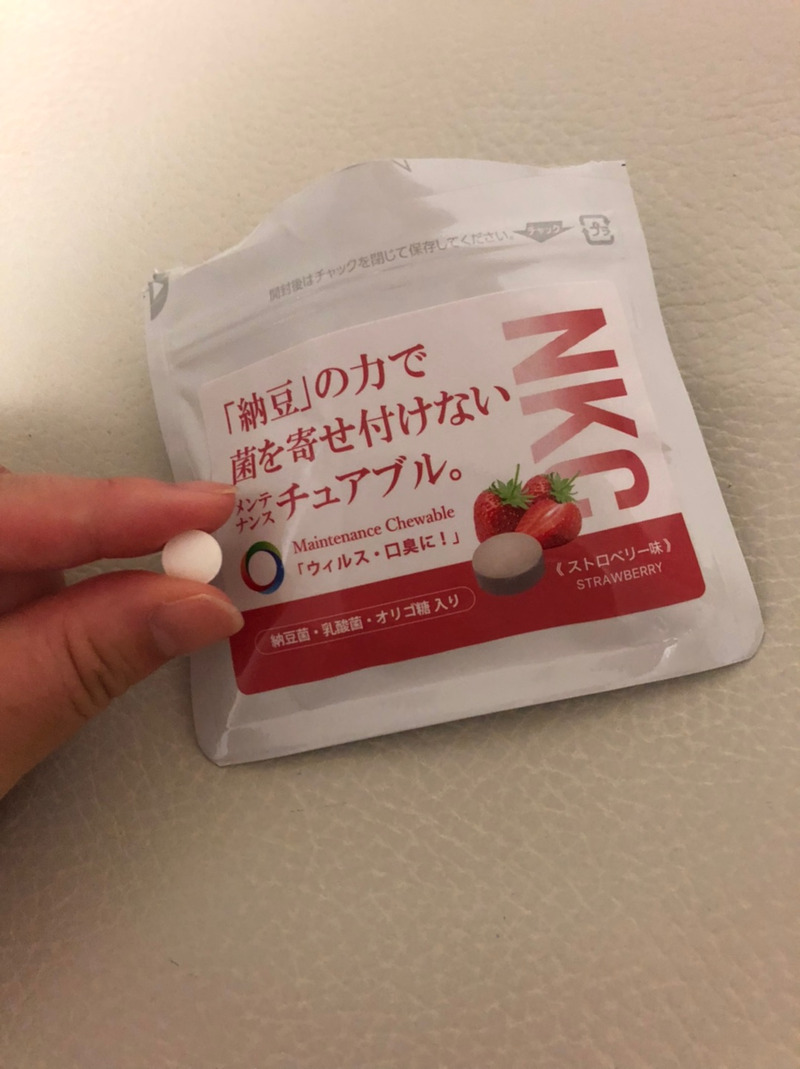 開封後はチャックを閉じて保存してください。
チャック
プラ
NKG
「納豆」の力で
菌を寄せ付けない
メンテナンスチュアブル。
Maintenance Chewable
「ウィルス・口臭に!」
《ストロベリー味》
STRAWBERRY
納豆菌・乳酸菌・オリゴ糖 入り